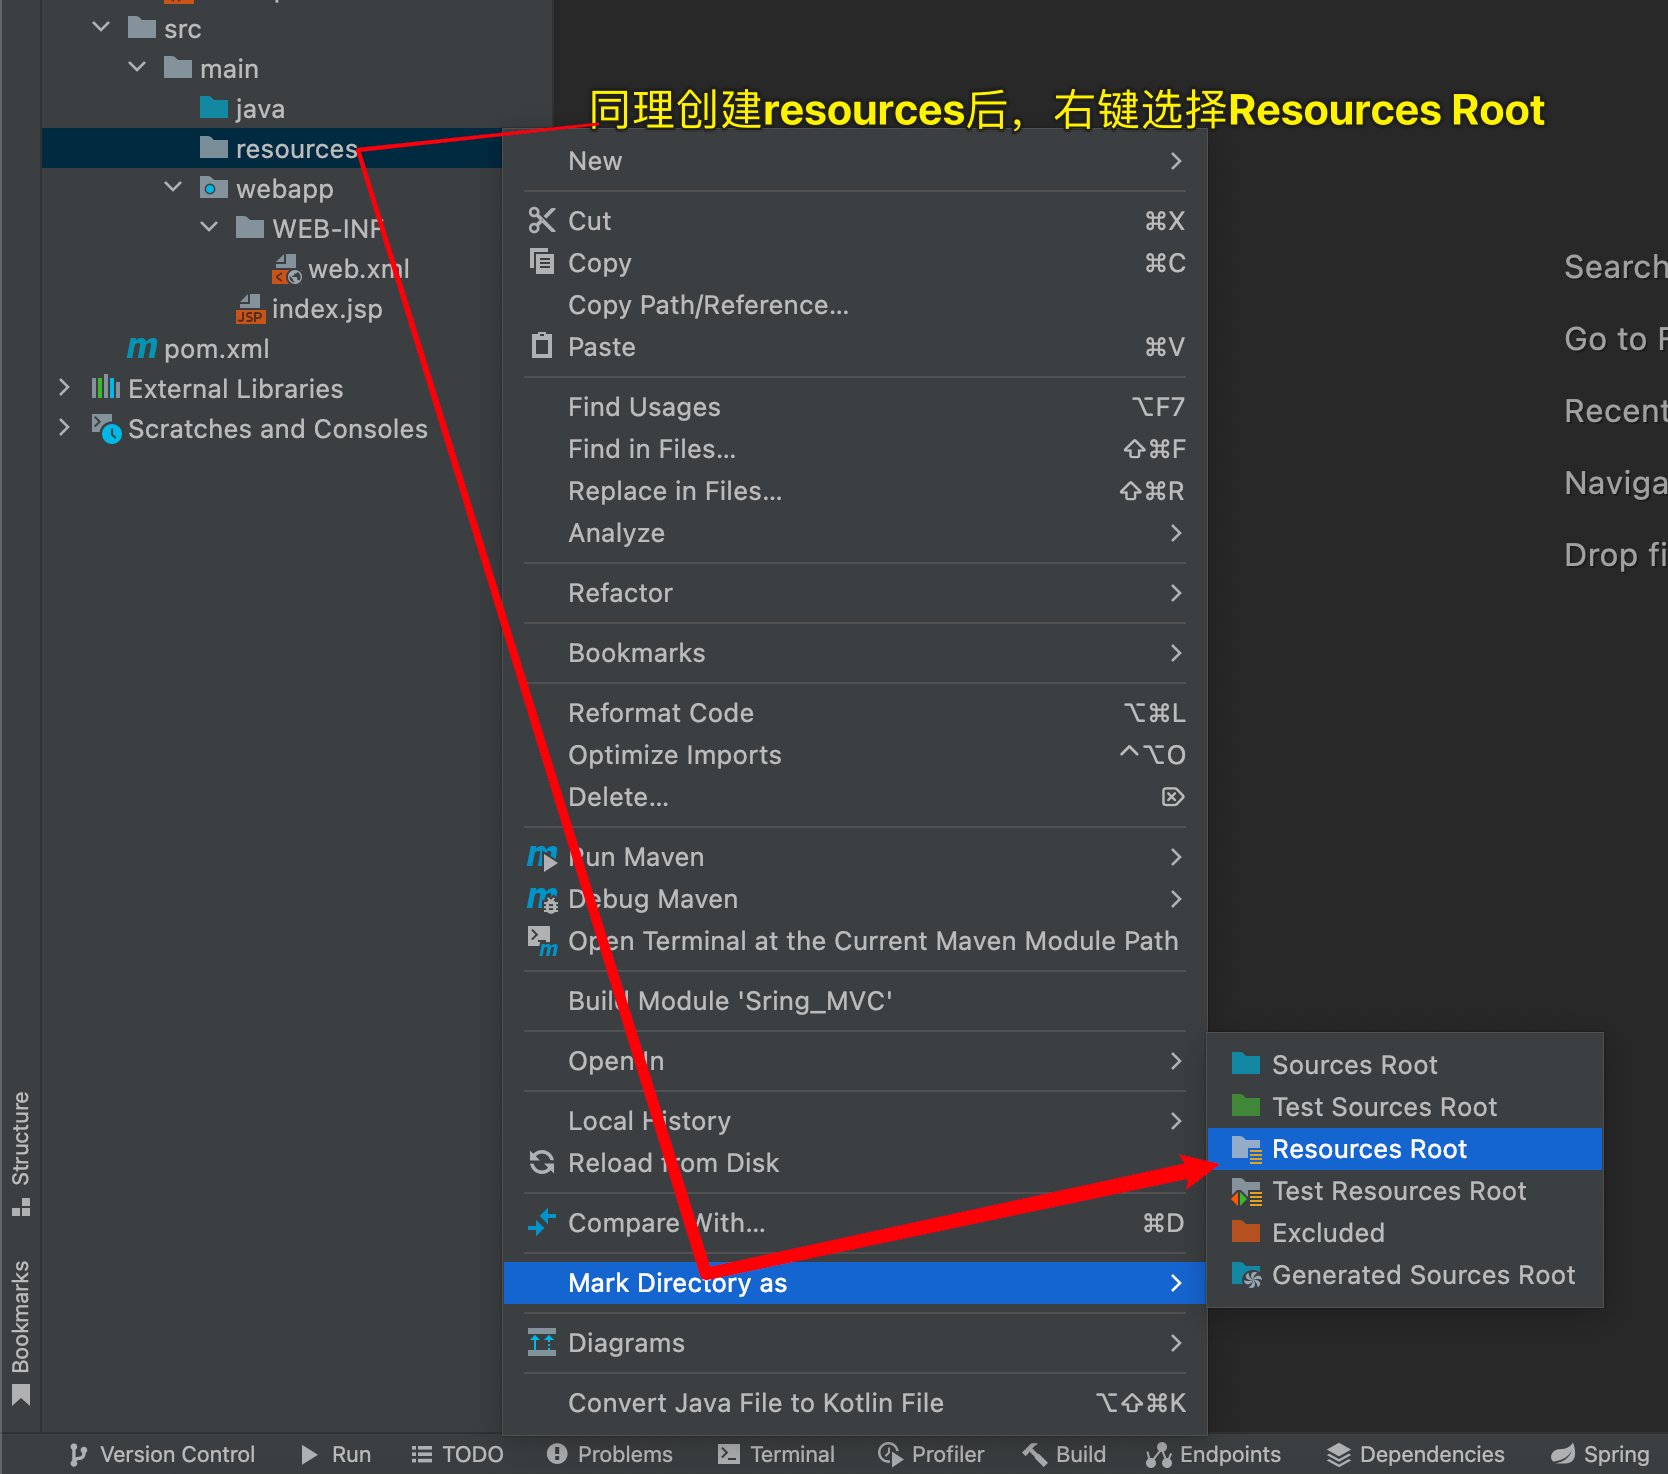 src
main
java
同理创建resources后，右键选择Resources Root
resources
webapp
WEB-INF
web.xml
index.jsp
JSP
m pom.xml
External Libraries
Scratches and Consoles
New
Cut ⌘X
Copy ⌘C
Copy Path/Reference...
Paste ⌘V
Find Usages ⌥F7
Find in Files... ⇧⌘F
Replace in Files... ⇧⌘R
Analyze
Refactor
Bookmarks
Reformat Code ⌥⌘L
Optimize Imports ^⌥O
Delete... ⌦
m Run Maven
m Debug Maven
m Open Terminal at the Current Maven Module Path
Build Module 'Sring_MVC'
Open In
Local History
Reload from Disk
Compare With... ⌘D
Mark Directory as
Diagrams
Convert Java File to Kotlin File ⌥⇧⌘K
Sources Root
Test Sources Root
Resources Root
Test Resources Root
Excluded
Generated Sources Root
Search
Go to F
Recent
Naviga
Drop fi
Structure
Bookmarks
Version Control Run TODO Problems Terminal Profiler Build Endpoints Dependencies Spring